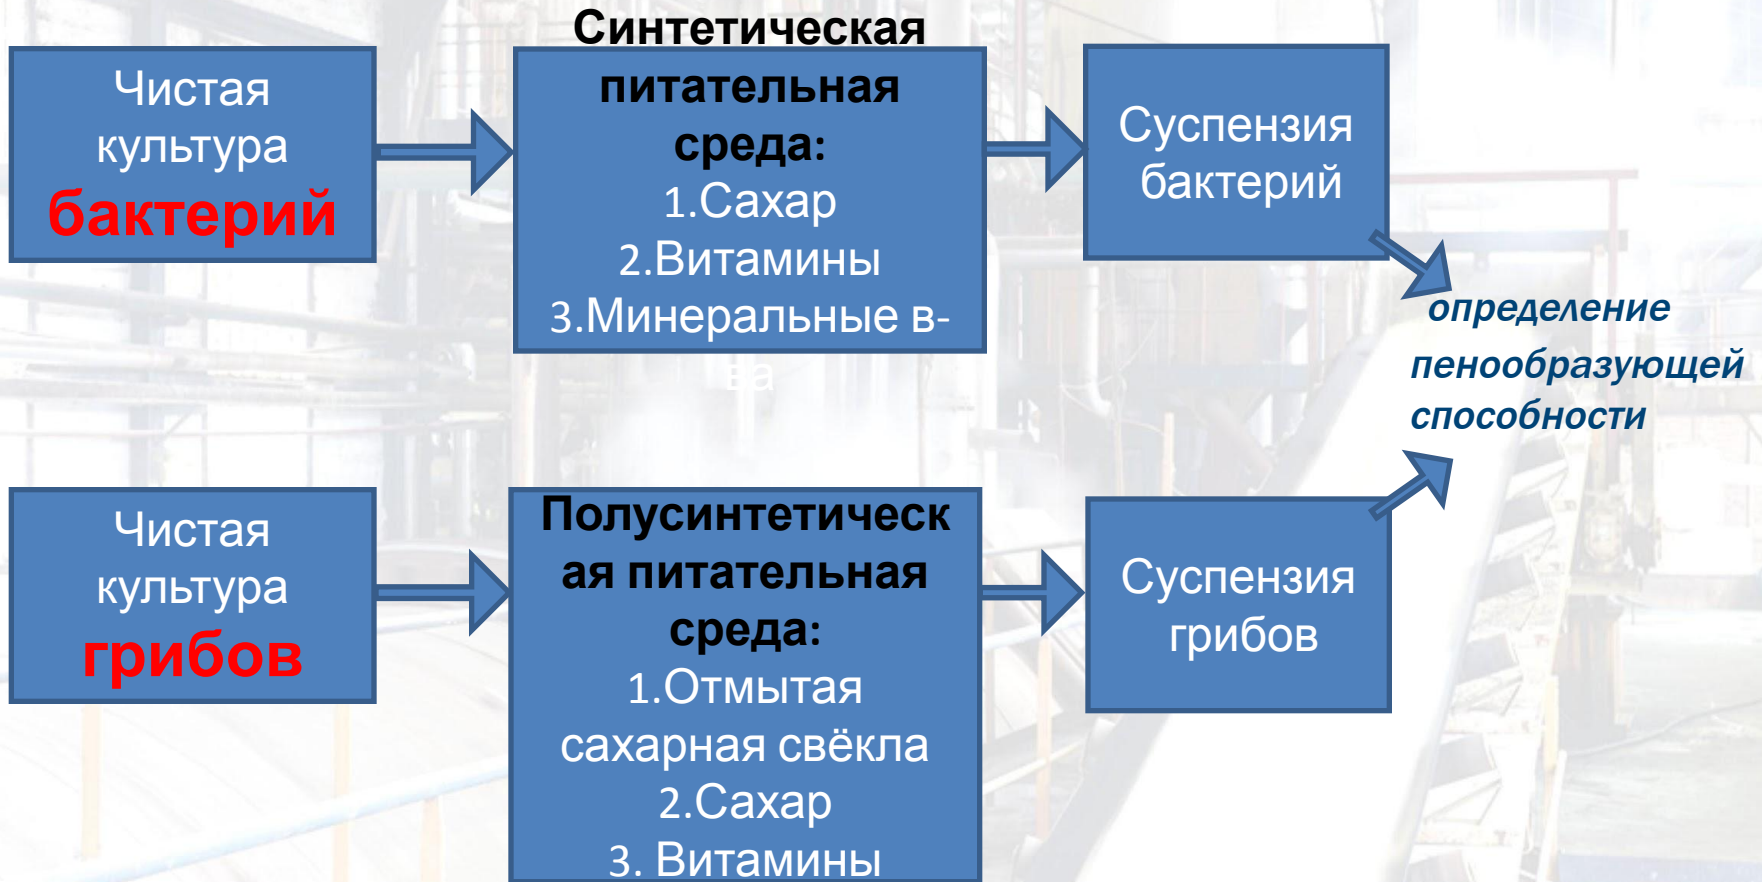 Чистая
культура
бактерий
Синтетическая
питательная
среда:
1.Сахар
2.Витамины
3.Минеральные в-
ва
Суспензия
бактерий
определение
пенообразующей
способности
Чистая
культура
грибов
Полусинтетическ
ая питательная
среда:
1.Отмытая
сахарная свёкла
2.Сахар
3. Витамины
Суспензия
грибов